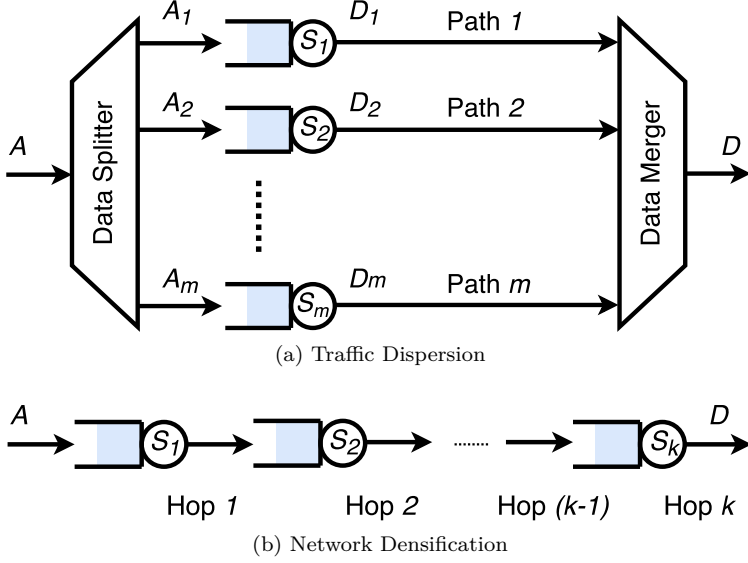 A
Data Splitter
A1
S1
D1
Path 1
A2
S2
D2
Path 2
Am
Sm
Dm
Path m
Data Merger
D
(a) Traffic Dispersion
A
S1
S2
........
Sk
D
Hop 1
Hop 2
Hop (k-1)
Hop k
(b) Network Densification